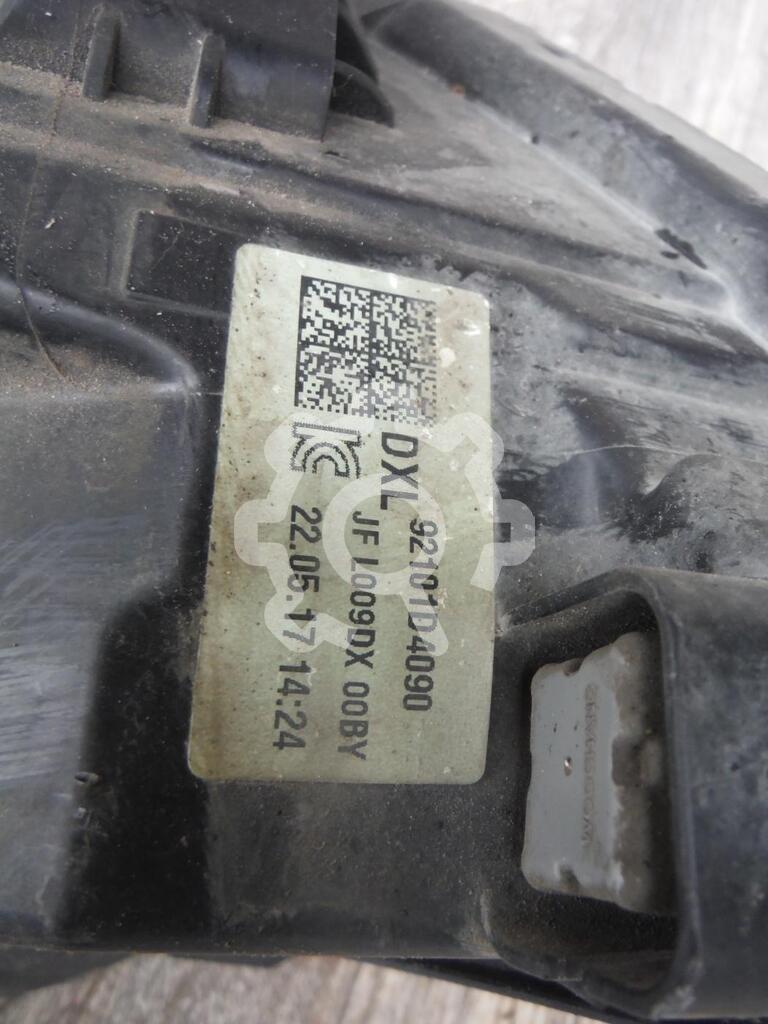 DXL 92101D4090
JF L009DX 00BY
22.05.17 14:24